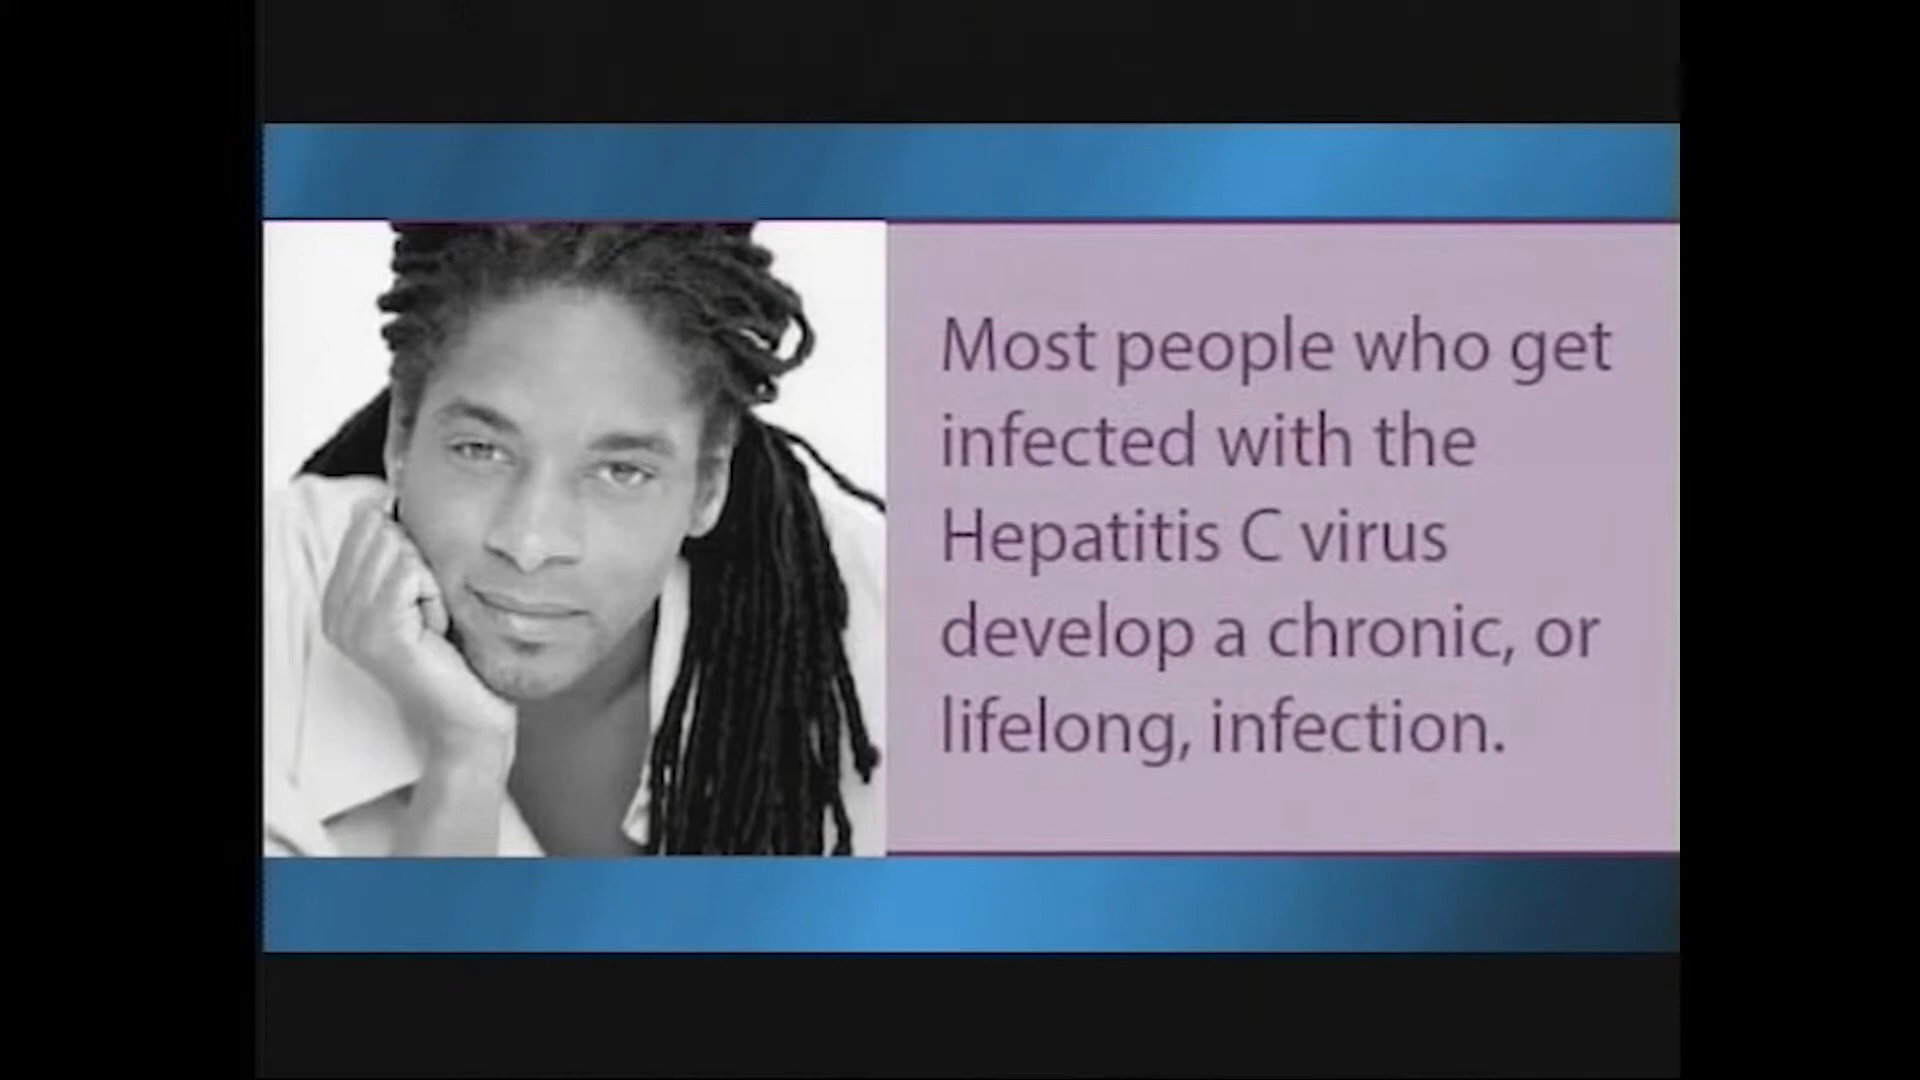 Most people who get
infected with the
Hepatitis C virus
develop a chronic, or
lifelong, infection.